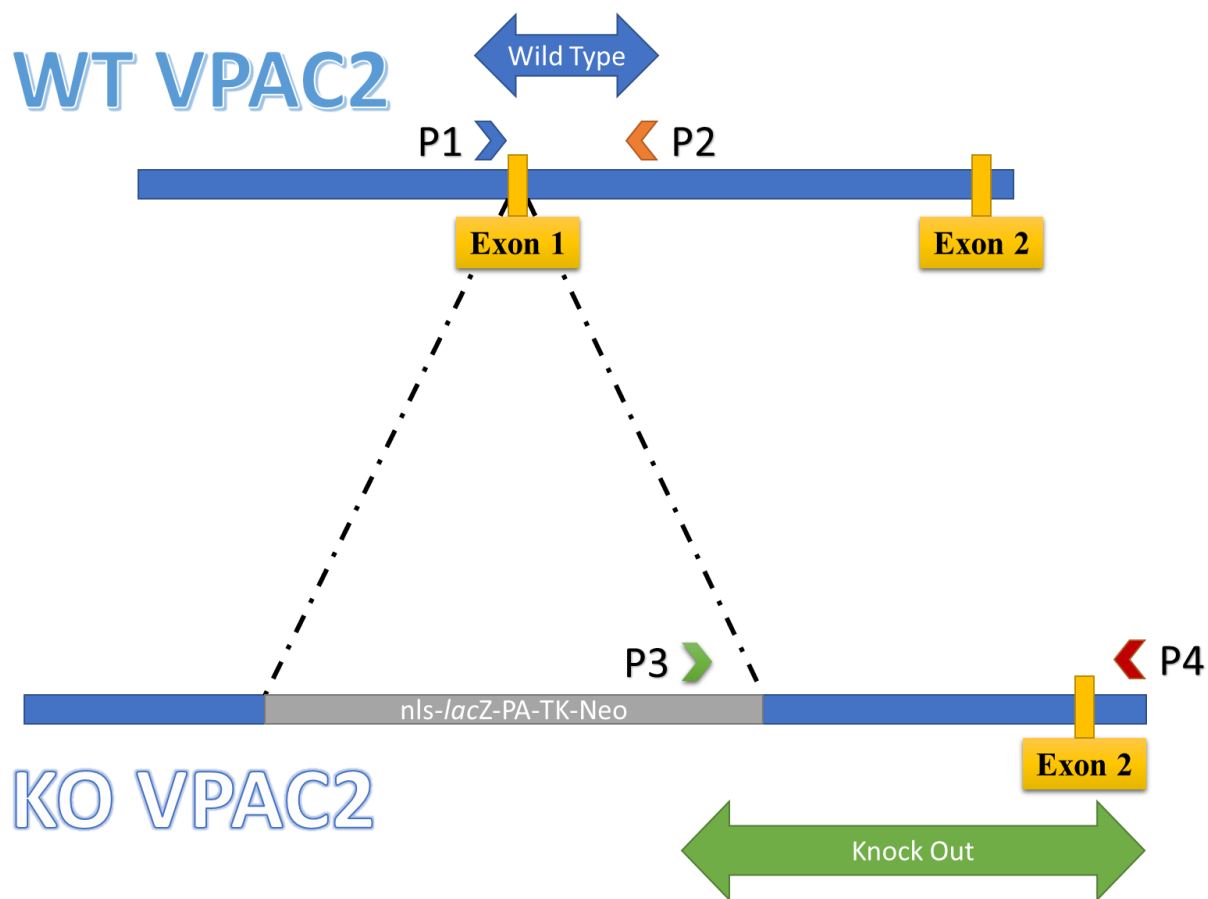 Wild Type
WT VPAC2
P1
P2
Exon 1
Exon 2
P3
P4
nls-lacZ-PA-TK-Neo
Exon 2
KO VPAC2
Knock Out